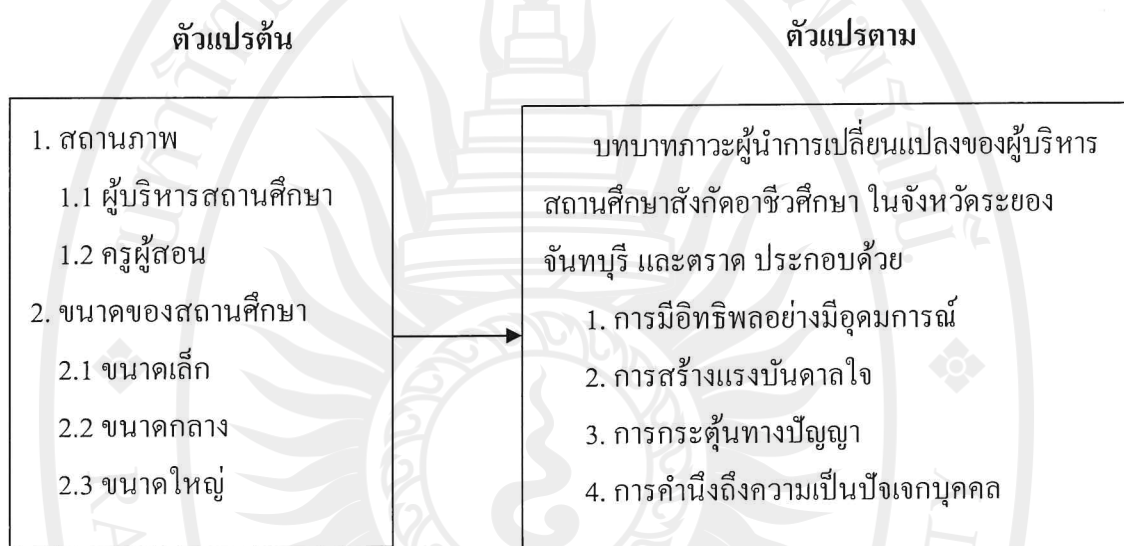 ตัวแปรต้น
ตัวแปรตาม
1. สถานภาพ
1.1 ผู้บริหารสถานศึกษา
1.2 ครูผู้สอน
2. ขนาดของสถานศึกษา
2.1 ขนาดเล็ก
2.2 ขนาดกลาง
2.3 ขนาดใหญ่
บทบาทภาวะผู้นำการเปลี่ยนแปลงของผู้บริหาร
สถานศึกษาสังกัดอาชีวศึกษา ในจังหวัดระยอง
จันทบุรี และตราด ประกอบด้วย
1. การมีอิทธิพลอย่างมีอุดมการณ์
2. การสร้างแรงบันดาลใจ
3. การกระตุ้นทางปัญญา
4. การคำนึงถึงความเป็นปัจเจกบุคคล